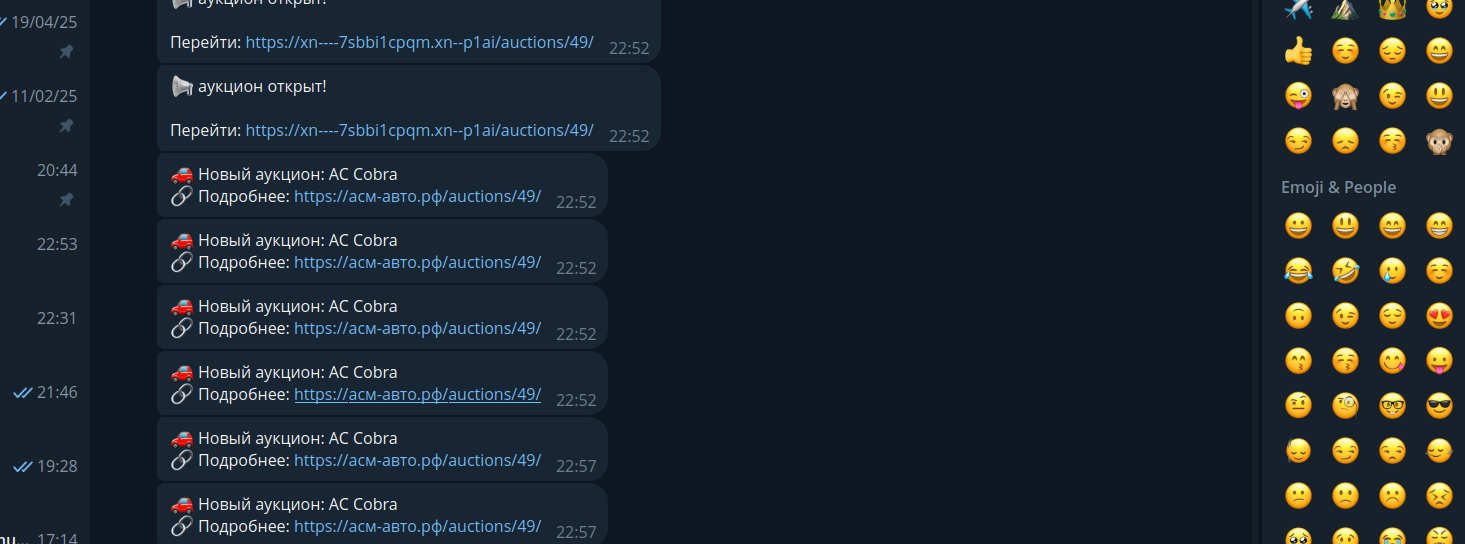 19/04/25
11/02/25
20:44
22:53
22:31
21:46
19:28
17:14
аукцион открыт!
Перейти: https://xn----7sbbi1cpqm.xn--p1ai/auctions/49/ 22:52
аукцион открыт!
Перейти: https://xn----7sbbi1cpqm.xn--p1ai/auctions/49/ 22:52
Новый аукцион: AC Cobra
Подробнее: https://асм-авто.рф/auctions/49/ 22:52
Новый аукцион: AC Cobra
Подробнее: https://асм-авто.рф/auctions/49/ 22:52
Новый аукцион: AC Cobra
Подробнее: https://асм-авто.рф/auctions/49/ 22:52
Новый аукцион: AC Cobra
Подробнее: https://асм-авто.рф/auctions/49/ 22:52
Новый аукцион: AC Cobra
Подробнее: https://асм-авто.рф/auctions/49/ 22:57
Новый аукцион: AC Cobra
Подробнее: https://асм-авто.рф/auctions/49/ 22:57
Emoji & People